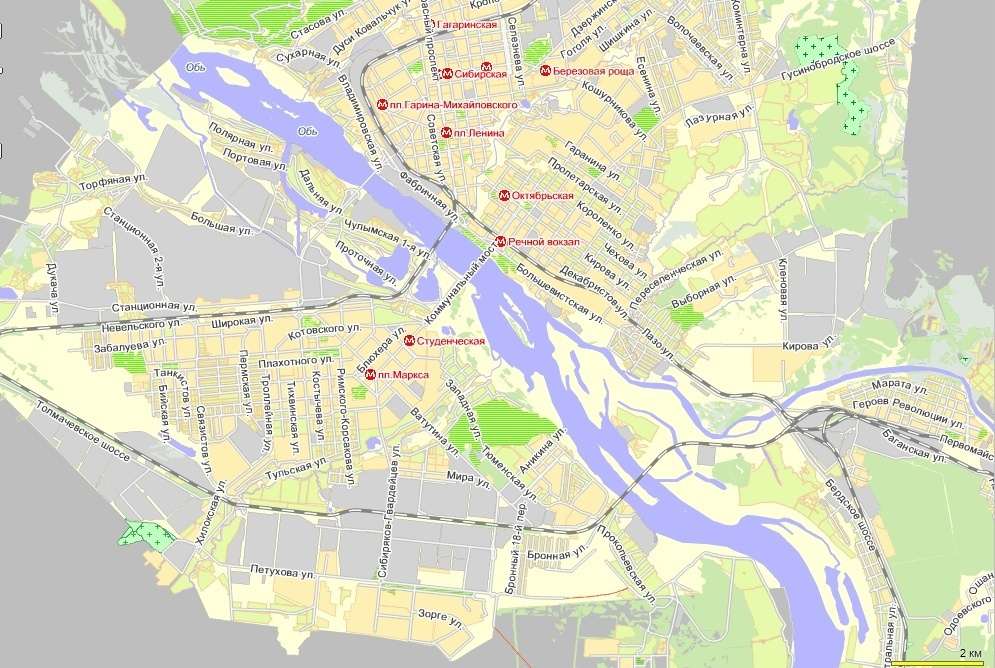 Стасова ул.
Дуси Ковальчук ул.
Гагаринская
Сухарная ул.
Владимировская ул.
Сибирская
Селезнева ул.
Березовая роща
Гоголя ул.
Шишкина ул.
Есенина ул.
Волочаевская ул.
Гусинобродское шоссе
Обь
Обь
пл.Гарина-Михайловского
пл.Ленина
Советская ул.
Кошурникова ул.
Лазурная ул.
Полярная ул.
Портовая ул.
Дальняя ул.
Фабричная ул.
Октябрьская
Гаранина ул.
Пролетарская ул.
Короленко ул.
Чехова ул.
Кирова ул.
Торфяная ул.
Станционная 2-я ул.
Большая ул.
Чулымская 1-я ул.
Проточная ул.
Речной вокзал
Коммунальный мост
Большевистская ул.
Декабристов ул.
Переселенческая ул.
Выборная ул.
Кленовая ул.
Дукача ул.
Станционная ул.
Невельского ул.
Широкая ул.
Забалуева ул.
Котовского ул.
Блюхера ул.
Студенческая
Лазо ул.
Кирова ул.
Плахотного ул.
пл.Маркса
Танкистов ул.
Бийская ул.
Связистов ул.
Пермская ул.
Троллейная ул.
Тихвинская ул.
Костычева ул.
Римского-Корсакова ул.
Западная ул.
Ватутина ул.
Марата ул.
Героев Революции ул.
Первомайс
Баганская ул.
Толмачевское шоссе
Тульская ул.
Мира ул.
Тюменская ул.
Аникина ул.
Хилокская ул.
Сибиряков-Гвардейцев ул.
Бронный 18-й пер.
Бронная ул.
Прокопьевская ул.
Бердское шоссе
Петухова ул.
Зорге ул.
Одоевского
2 км